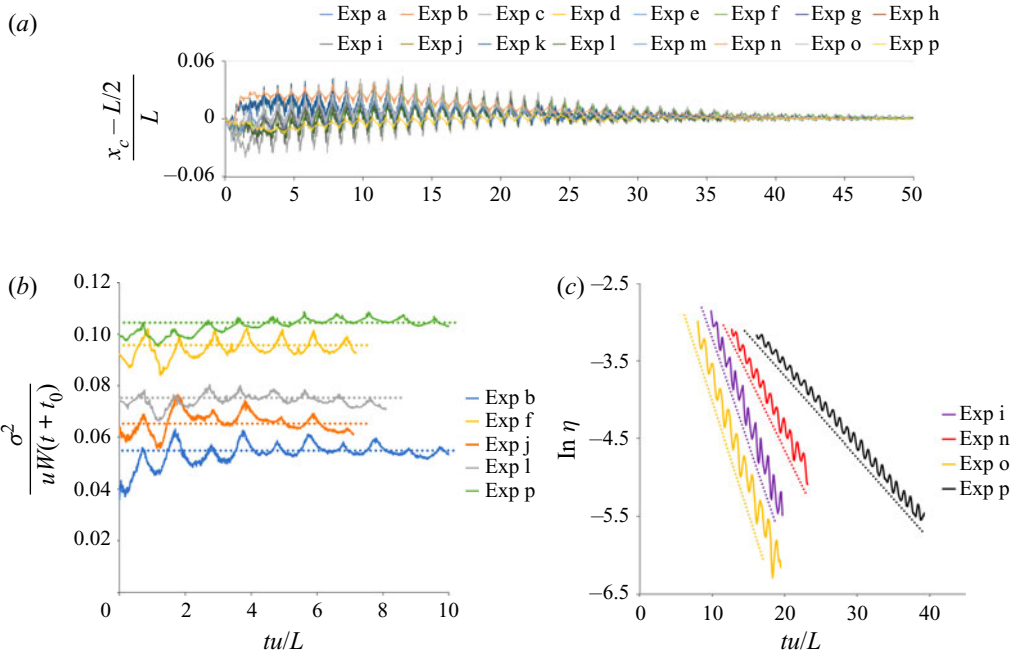 (a)
Exp a Exp b Exp c Exp d Exp e Exp f Exp g Exp h
Exp i Exp j Exp k Exp l Exp m Exp n Exp o Exp p
x_c – L/2
L
0.06
0
–0.06
0 5 10 15 20 25 30 35 40 45 50
(b)
σ²
uW(t + t₀)
0.12
0.10
0.08
0.06
0.04
0.02
0 2 4 6 8 10
tu/L
Exp b
Exp f
Exp j
Exp l
Exp p
(c)
ln η
–2.5
–3.5
–4.5
–5.5
–6.5
0 10 20 30 40
tu/L
Exp i
Exp n
Exp o
Exp p